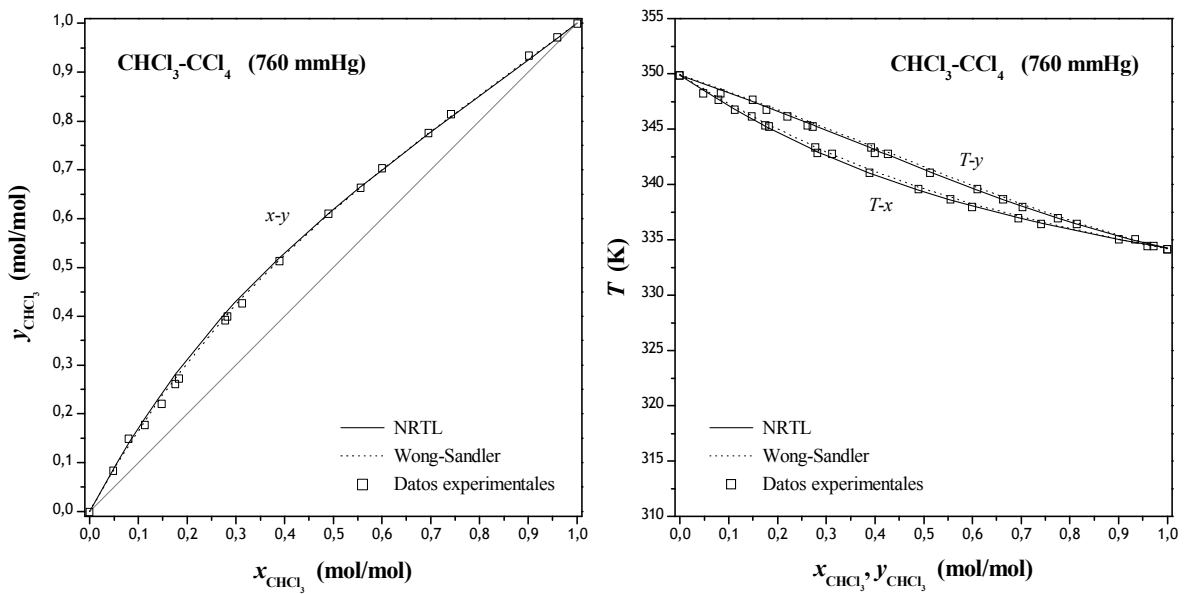 1,0
0,9
0,8
0,7
0,6
0,5
0,4
0,3
0,2
0,1
0,0
y_CHCl₃ (mol/mol)
CHCl₃-CCl₄ (760 mmHg)
x-y
NRTL
Wong-Sandler
Datos experimentales
0,0 0,1 0,2 0,3 0,4 0,5 0,6 0,7 0,8 0,9 1,0
x_CHCl₃ (mol/mol)
355
350
345
340
335
330
325
320
315
310
T (K)
CHCl₃-CCl₄ (760 mmHg)
T-y
T-x
NRTL
Wong-Sandler
Datos experimentales
0,0 0,1 0,2 0,3 0,4 0,5 0,6 0,7 0,8 0,9 1,0
x_CHCl₃, y_CHCl₃ (mol/mol)